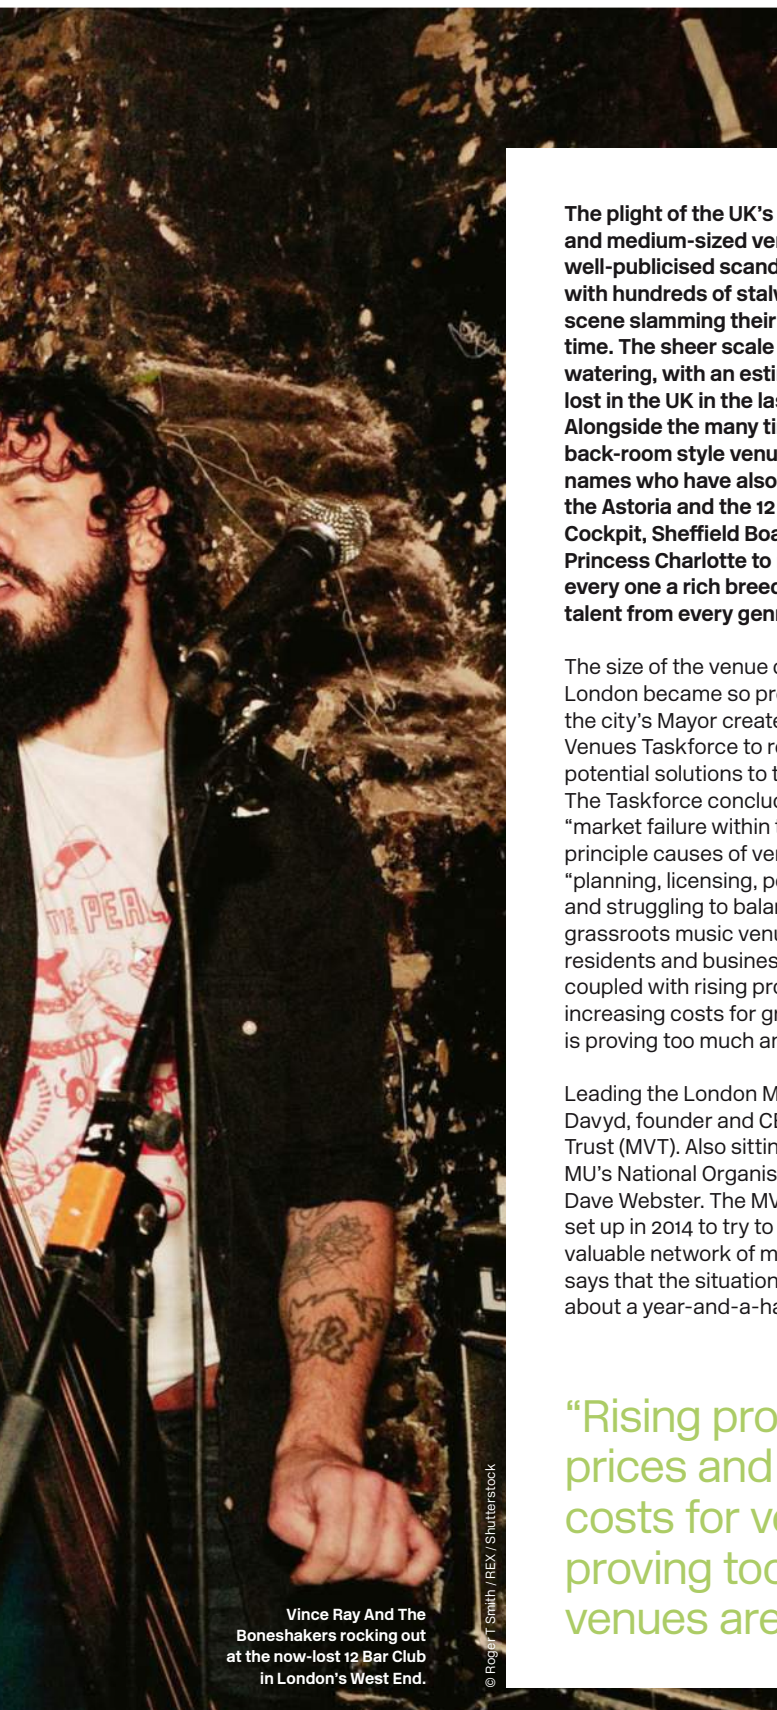 The plight of the UK's
and medium-sized ve
well-publicised scand
with hundreds of stal
scene slamming their
time. The sheer scale
watering, with an esti
lost in the UK in the la
Alongside the many ti
back-room style venu
names who have also
the Astoria and the 12
Cockpit, Sheffield Boa
Princess Charlotte to
every one a rich breed
talent from every gen
The size of the venue
London became so pr
the city's Mayor create
Venues Taskforce to r
potential solutions to t
The Taskforce conclud
“market failure within
principle causes of ve
“planning, licensing, p
and struggling to balan
grassroots music venu
residents and busines
coupled with rising pro
increasing costs for g
is proving too much a
Leading the London M
Davyd, founder and CE
Trust (MVT). Also sittin
MU's National Organis
Dave Webster. The MV
set up in 2014 to try to
valuable network of m
says that the situation
about a year-and-a-ha
“Rising pro
prices and
costs for ve
proving too
venues are
Vince Ray And The
Boneshakers rocking out
at the now-lost 12 Bar Club
in London's West End.
© Roger T Smith / REX / Shutterstock
THE PEA